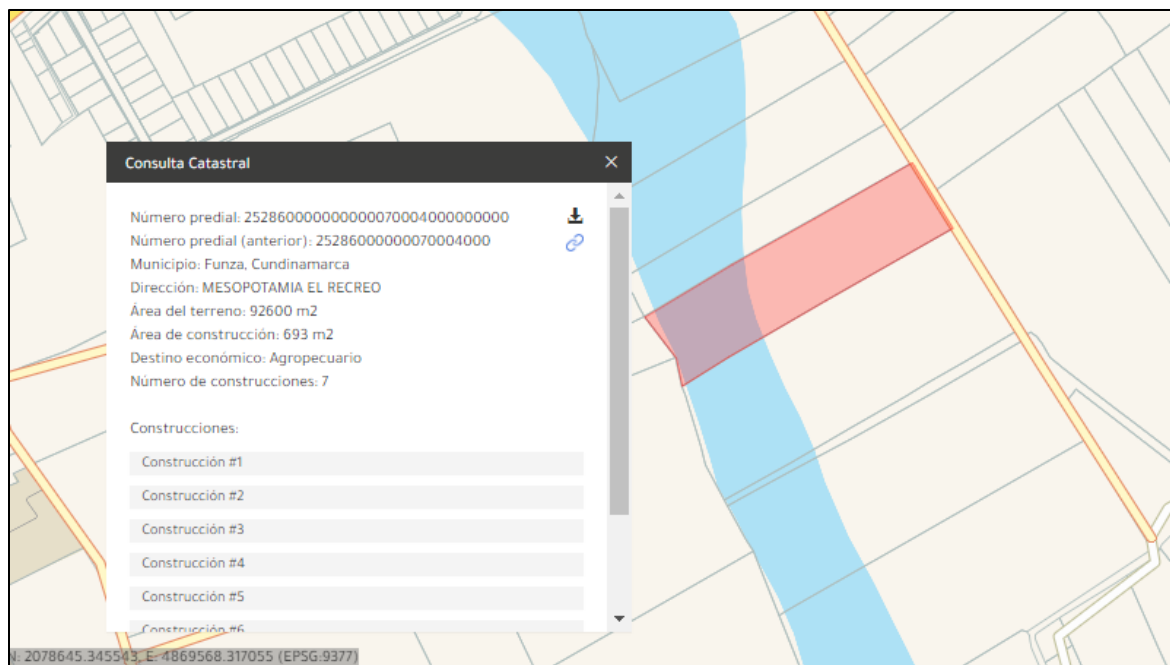 Consulta Catastral
Número predial: 252860000000000070004000000000
Número predial (anterior): 25286000000070004000
Municipio: Funza, Cundinamarca
Dirección: MESOPOTAMIA EL RECREO
Área del terreno: 92600 m2
Área de construcción: 693 m2
Destino económico: Agropecuario
Número de construcciones: 7
Construcciones:
Construcción #1
Construcción #2
Construcción #3
Construcción #4
Construcción #5
Construcción #6
N: 2078645.345543, E: 4869568.317055 (EPSG:9377)